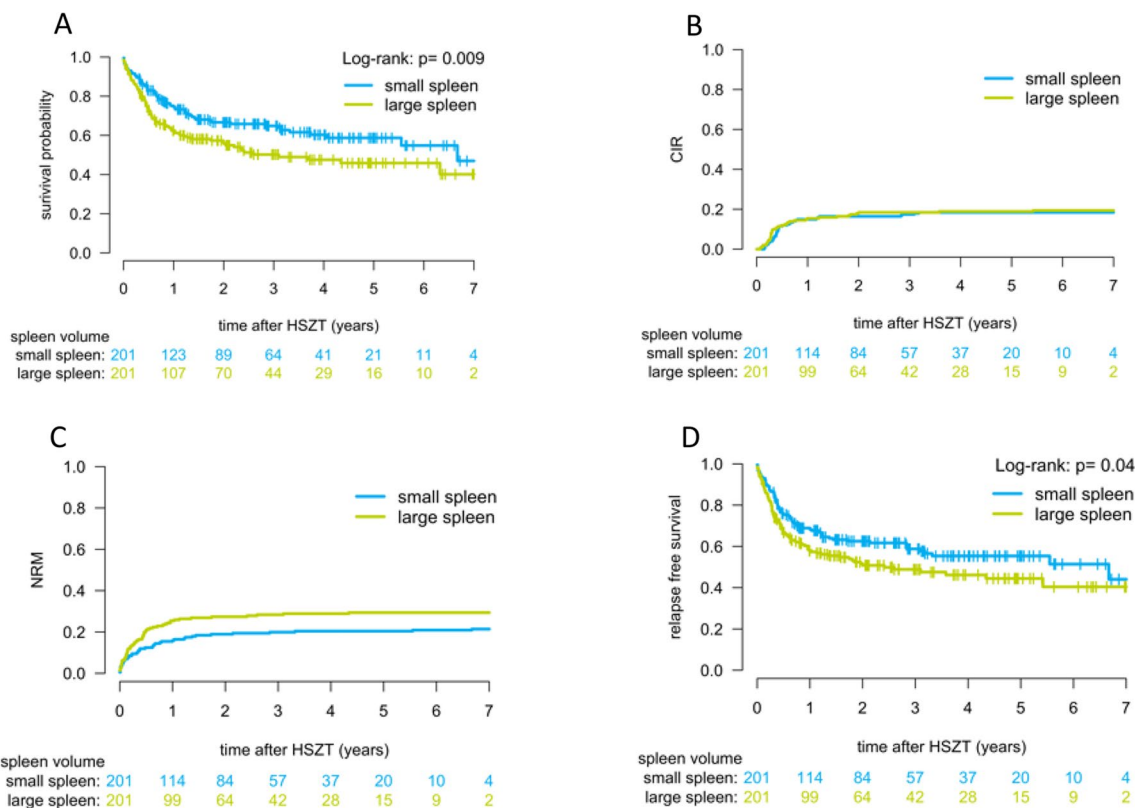 A
Log-rank: p= 0.009
small spleen
large spleen
surivival probability
1.0
0.8
0.6
0.4
0.2
0.0
0 1 2 3 4 5 6 7
time after HSZT (years)
spleen volume
small spleen: 201 123 89 64 41 21 11 4
large spleen: 201 107 70 44 29 16 10 2
B
small spleen
large spleen
CIR
1.0
0.8
0.6
0.4
0.2
0.0
0 1 2 3 4 5 6 7
time after HSZT (years)
spleen volume
small spleen: 201 114 84 57 37 20 10 4
large spleen: 201 99 64 42 28 15 9 2
C
small spleen
large spleen
NRM
1.0
0.8
0.6
0.4
0.2
0.0
0 1 2 3 4 5 6 7
time after HSZT (years)
spleen volume
small spleen: 201 114 84 57 37 20 10 4
large spleen: 201 99 64 42 28 15 9 2
D
Log-rank: p= 0.04
small spleen
large spleen
relapse free survival
1.0
0.8
0.6
0.4
0.2
0.0
0 1 2 3 4 5 6 7
time after HSZT (years)
spleen volume
small spleen: 201 114 84 57 37 20 10 4
large spleen: 201 99 64 42 28 15 9 2